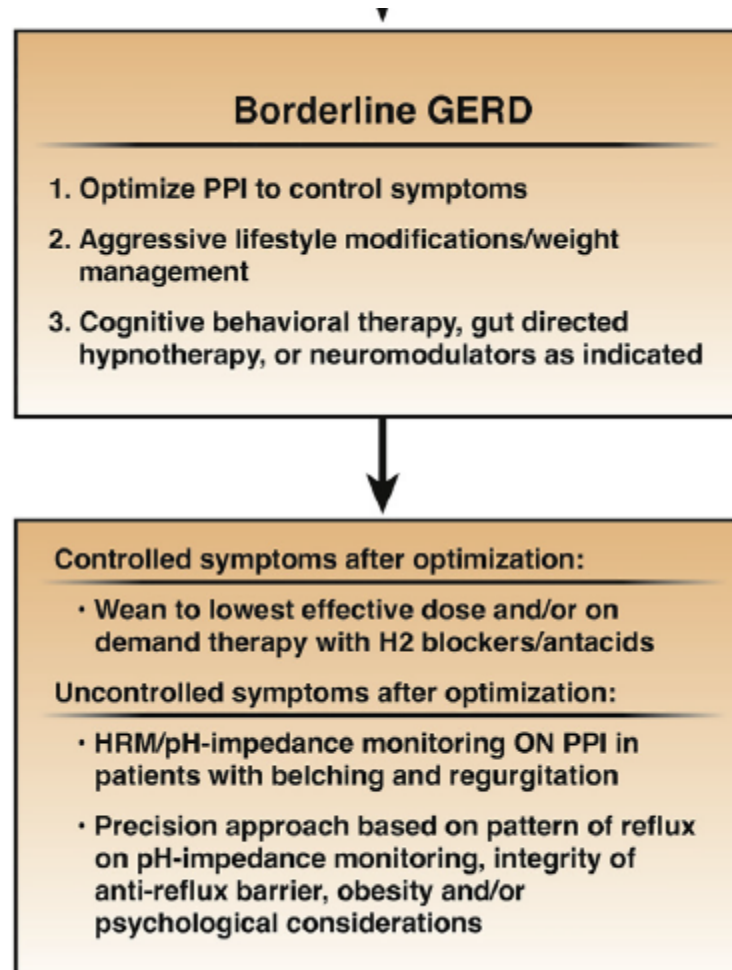 Borderline GERD
1. Optimize PPI to control symptoms
2. Aggressive lifestyle modifications/weight
management
3. Cognitive behavioral therapy, gut directed
hypnotherapy, or neuromodulators as indicated
Controlled symptoms after optimization:
· Wean to lowest effective dose and/or on
demand therapy with H2 blockers/antacids
Uncontrolled symptoms after optimization:
· HRM/pH-impedance monitoring ON PPI in
patients with belching and regurgitation
· Precision approach based on pattern of reflux
on pH-impedance monitoring, integrity of
anti-reflux barrier, obesity and/or
psychological considerations